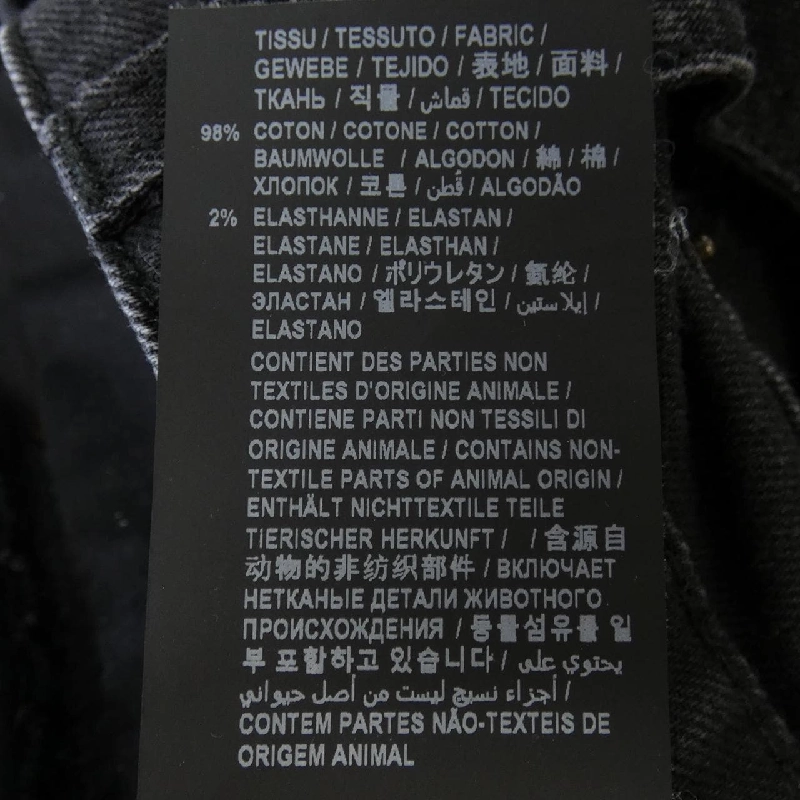 TISSU / TESSUTO / FABRIC /
GEWEBE / TEJIDO / 表地 / 面料 /
ТКАНЬ / 직물 / قماش / TECIDO
98% COTON / COTONE / COTTON /
BAUMWOLLE / ALGODON / 綿 / 棉 /
ХЛОПОК / 코튼 / قُطن / ALGODÃO
2% ELASTHANNE / ELASTAN /
ELASTANE / ELASTHAN /
ELASTANO / ポリウレタン / 氨纶 /
ЭЛАСТАН / 엘라스테인 / إيلاستين /
ELASTANO
CONTIENT DES PARTIES NON
TEXTILES D'ORIGINE ANIMALE /
CONTIENE PARTI NON TESSILI DI
ORIGINE ANIMALE / CONTAINS NON-
TEXTILE PARTS OF ANIMAL ORIGIN /
ENTHÄLT NICHTTEXTILE TEILE
TIERISCHER HERKUNFT / / 含源自
动物的非纺织部件 / ВКЛЮЧАЕТ
НЕТКАНЫЕ ДЕТАЛИ ЖИВОТНОГО
ПРОИСХОЖДЕНИЯ / 동물섬유를 일
부 포함하고 있습니다 / يحتوي على
أجزاء نسيج ليست من أصل حيواني /
CONTEM PARTES NÃO-TEXTEIS DE
ORIGEM ANIMAL